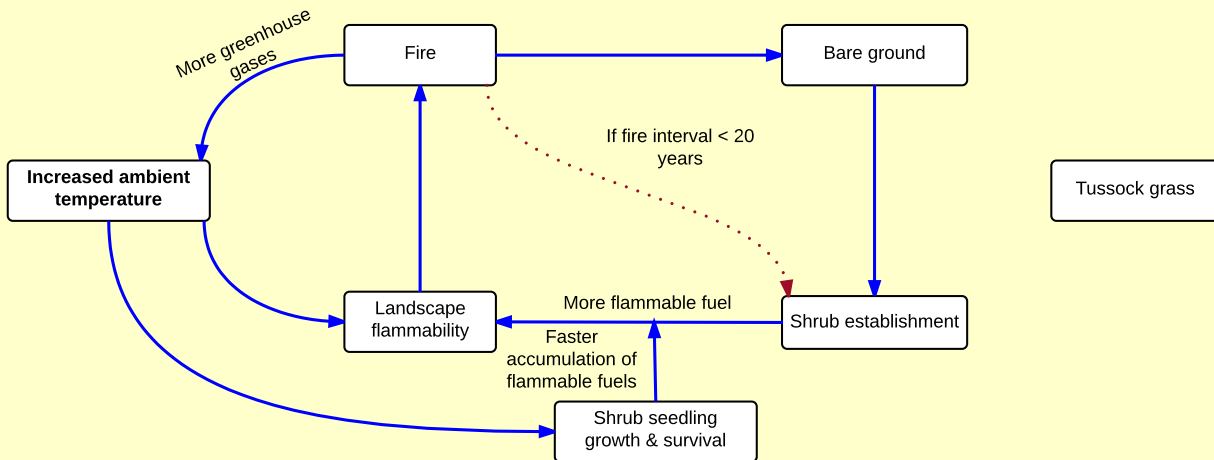 More greenhouse
gases
Fire
Bare ground
If fire interval < 20
years
Increased ambient
temperature
Tussock grass
Landscape
flammability
More flammable fuel
Shrub establishment
Faster
accumulation of
flammable fuels
Shrub seedling
growth & survival